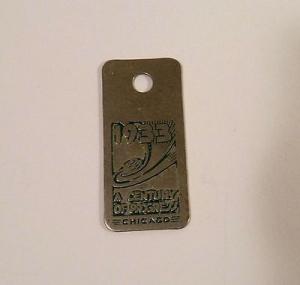 1933
A CENTURY
OF PROGRESS
CHICAGO